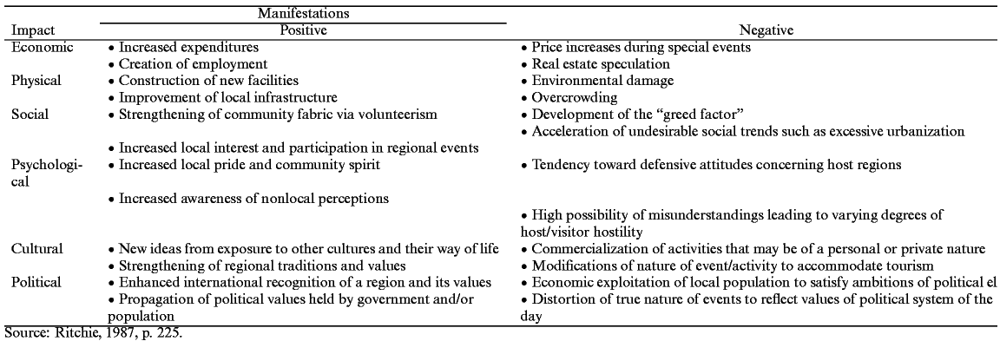 Manifestations
Impact Positive Negative
Economic • Increased expenditures • Price increases during special events
• Creation of employment • Real estate speculation
Physical • Construction of new facilities • Environmental damage
• Improvement of local infrastructure • Overcrowding
Social • Strengthening of community fabric via volunteerism • Development of the “greed factor”
• Acceleration of undesirable social trends such as excessive urbanization
• Increased local interest and participation in regional events
Psychologi- • Increased local pride and community spirit • Tendency toward defensive attitudes concerning host regions
cal
• Increased awareness of nonlocal perceptions
• High possibility of misunderstandings leading to varying degrees of
host/visitor hostility
Cultural • New ideas from exposure to other cultures and their way of life • Commercialization of activities that may be of a personal or private nature
• Strengthening of regional traditions and values • Modifications of nature of event/activity to accommodate tourism
Political • Enhanced international recognition of a region and its values • Economic exploitation of local population to satisfy ambitions of political
• Propagation of political values held by government and/or • Distortion of true nature of events to reflect values of political system of the
population day
Source: Ritchie, 1987, p. 225.